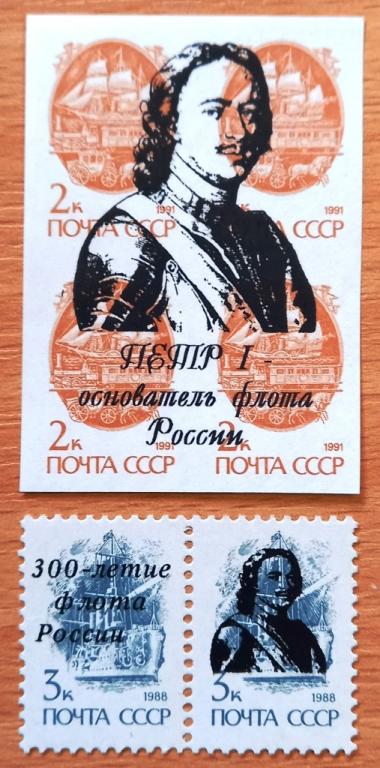 2к 1991 к 1991
ПОЧТА СССР ПОЧТА СССР
ПЕТР I -
основатель флота
России
2к 1991 2к 1991
ПОЧТА СССР ПОЧТА СССР
300-летие
флота
России
3к 1988
ПОЧТА СССР
3к 1988
ПОЧТА СССР